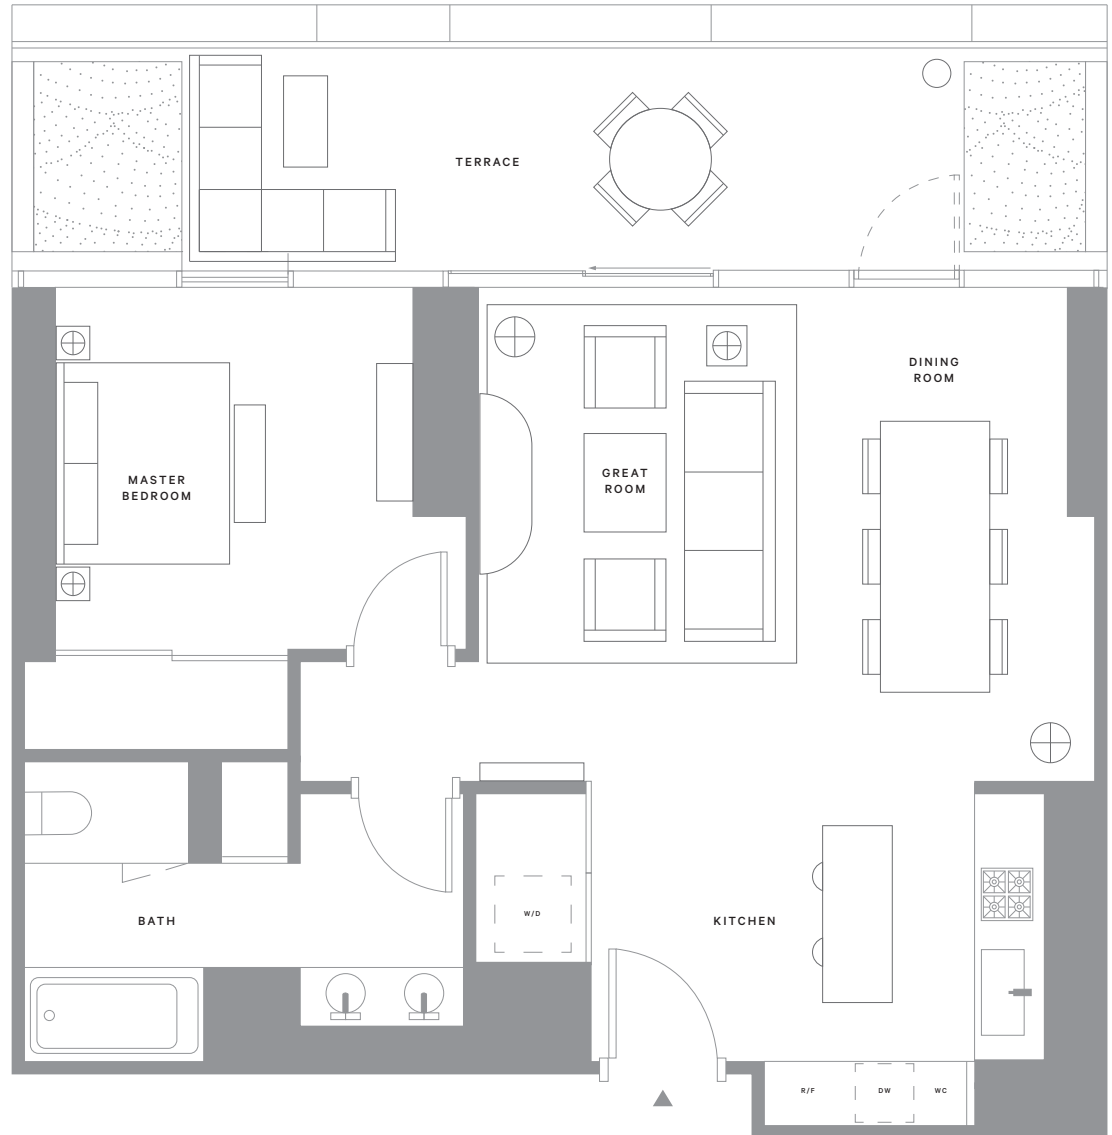 TERRACE
DINING
ROOM
MASTER
BEDROOM
GREAT
ROOM
W/D
BATH
KITCHEN
R/F
DW
WC